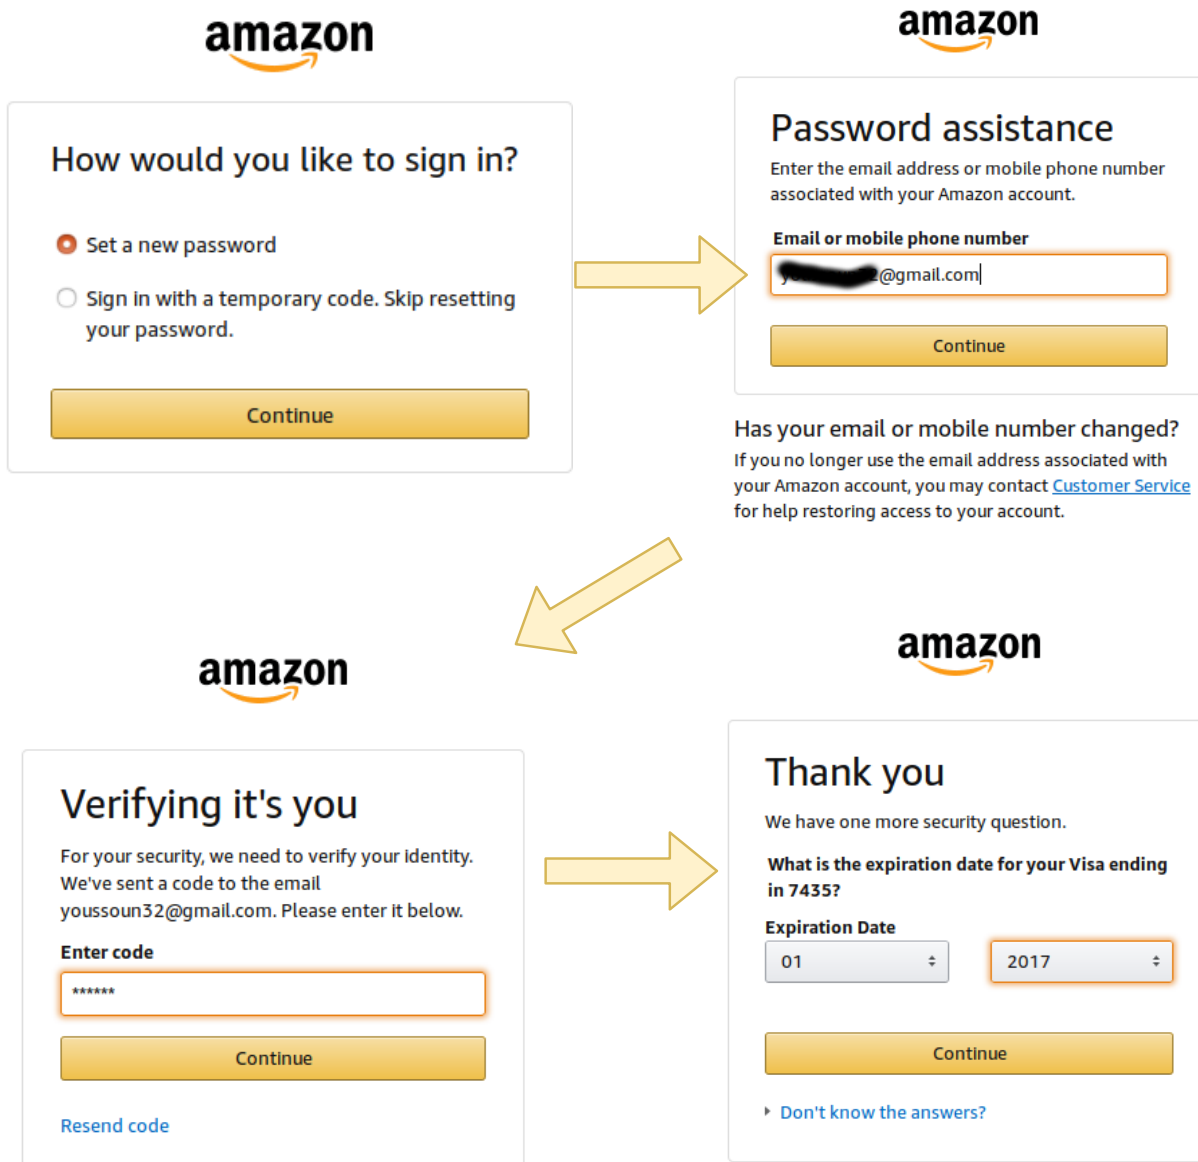 amazon
How would you like to sign in?
Set a new password
Sign in with a temporary code. Skip resetting
your password.
Continue
amazon
Password assistance
Enter the email address or mobile phone number
associated with your Amazon account.
Email or mobile phone number
@gmail.com
Continue
Has your email or mobile number changed?
If you no longer use the email address associated with
your Amazon account, you may contact Customer Service
for help restoring access to your account.
amazon
Verifying it's you
For your security, we need to verify your identity.
We've sent a code to the email
youssoun32@gmail.com. Please enter it below.
Enter code
******
Continue
Resend code
amazon
Thank you
We have one more security question.
What is the expiration date for your Visa ending
in 7435?
Expiration Date
01 2017
Continue
Don't know the answers?